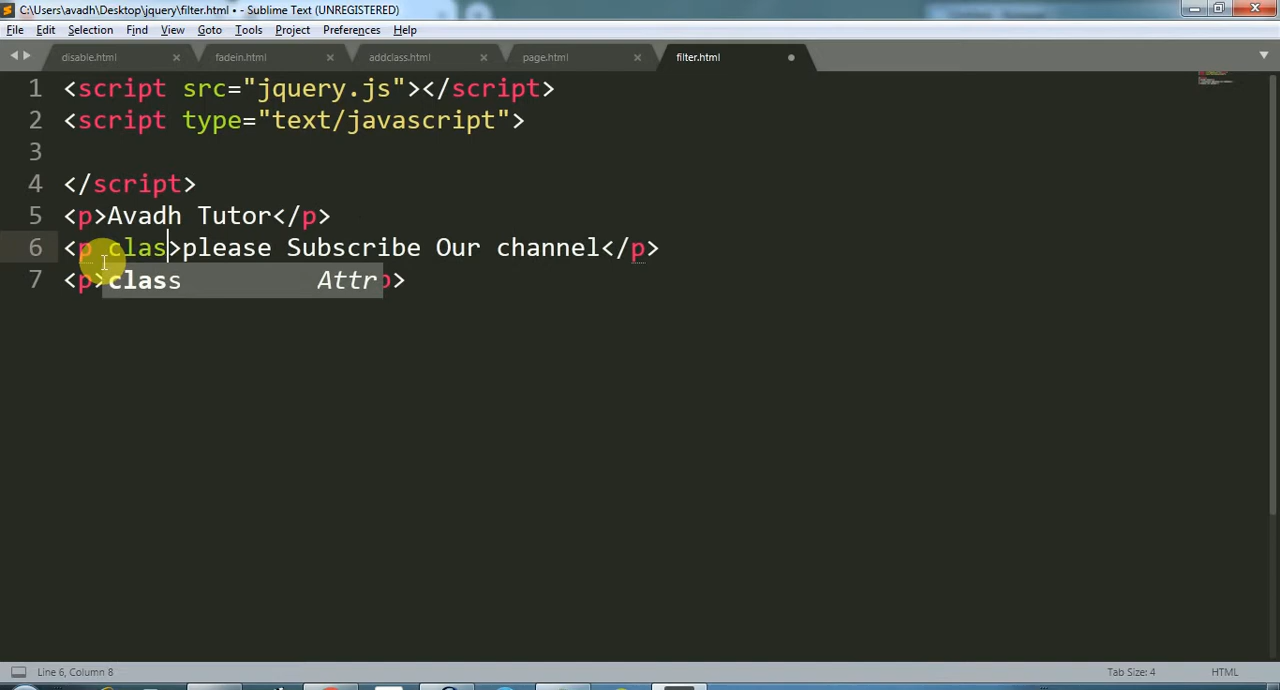 C:\Users\avadh\Desktop\jquery\filter.html • - Sublime Text (UNREGISTERED)
File Edit Selection Find View Goto Tools Project Preferences Help
disable.html fadein.html addclass.html page.html filter.html
1 <script src="jquery.js"></script>
2 <script type="text/javascript">
3
4 </script>
5 <p>Avadh Tutor</p>
6 <p clas>please Subscribe Our channel</p>
7 <p> p>
class Attr
Line 6, Column 8 Tab Size: 4 HTML